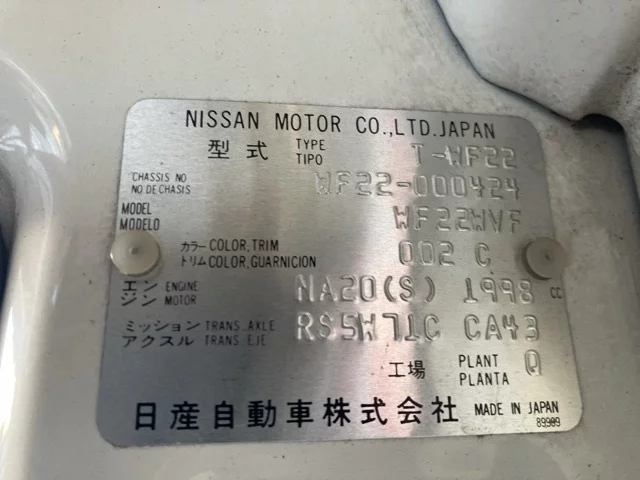 NISSAN MOTOR CO.,LTD.JAPAN
型式 TYPE TIPO T-WF22
CHASSIS NO NO DE CHASIS WF22-000424
MODEL MODELO WF22WVF
カラー COLOR,TRIM トリム COLOR,GUARNICION 002 C
エンジン ENGINE MOTOR NA20(S) 1998 CC
ミッション TRANS.AXLE アクスル TRANS.EJE RS5W71C CA43
工場 PLANT PLANTA Q
日産自動車株式会社 MADE IN JAPAN
89909